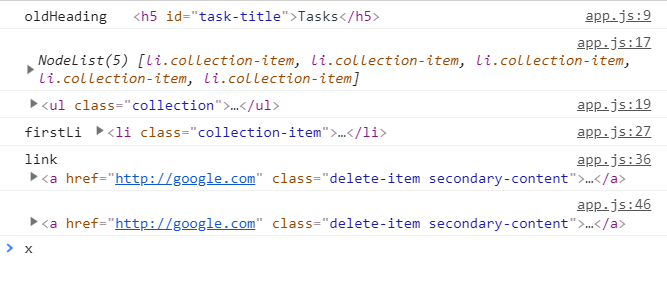 oldHeading <h5 id="task-title">Tasks</h5> app.js:9
app.js:17
NodeList(5) [li.collection-item, li.collection-item, li.collection-item,
li.collection-item, li.collection-item]
<ul class="collection">…</ul> app.js:19
firstLi <li class="collection-item">…</li> app.js:27
link app.js:36
<a href="http://google.com" class="delete-item secondary-content">…</a>
app.js:46
<a href="http://google.com" class="delete-item secondary-content">…</a>
> x